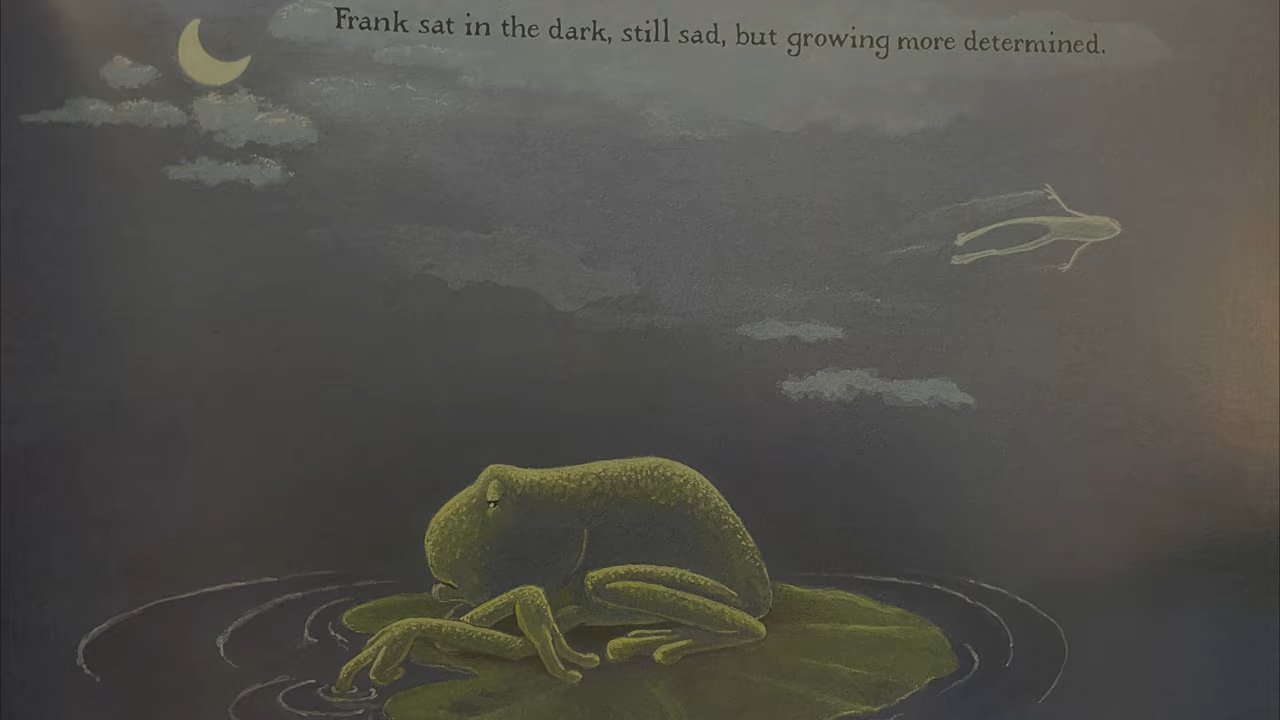 Frank sat in the dark, still sad, but growing more determined.